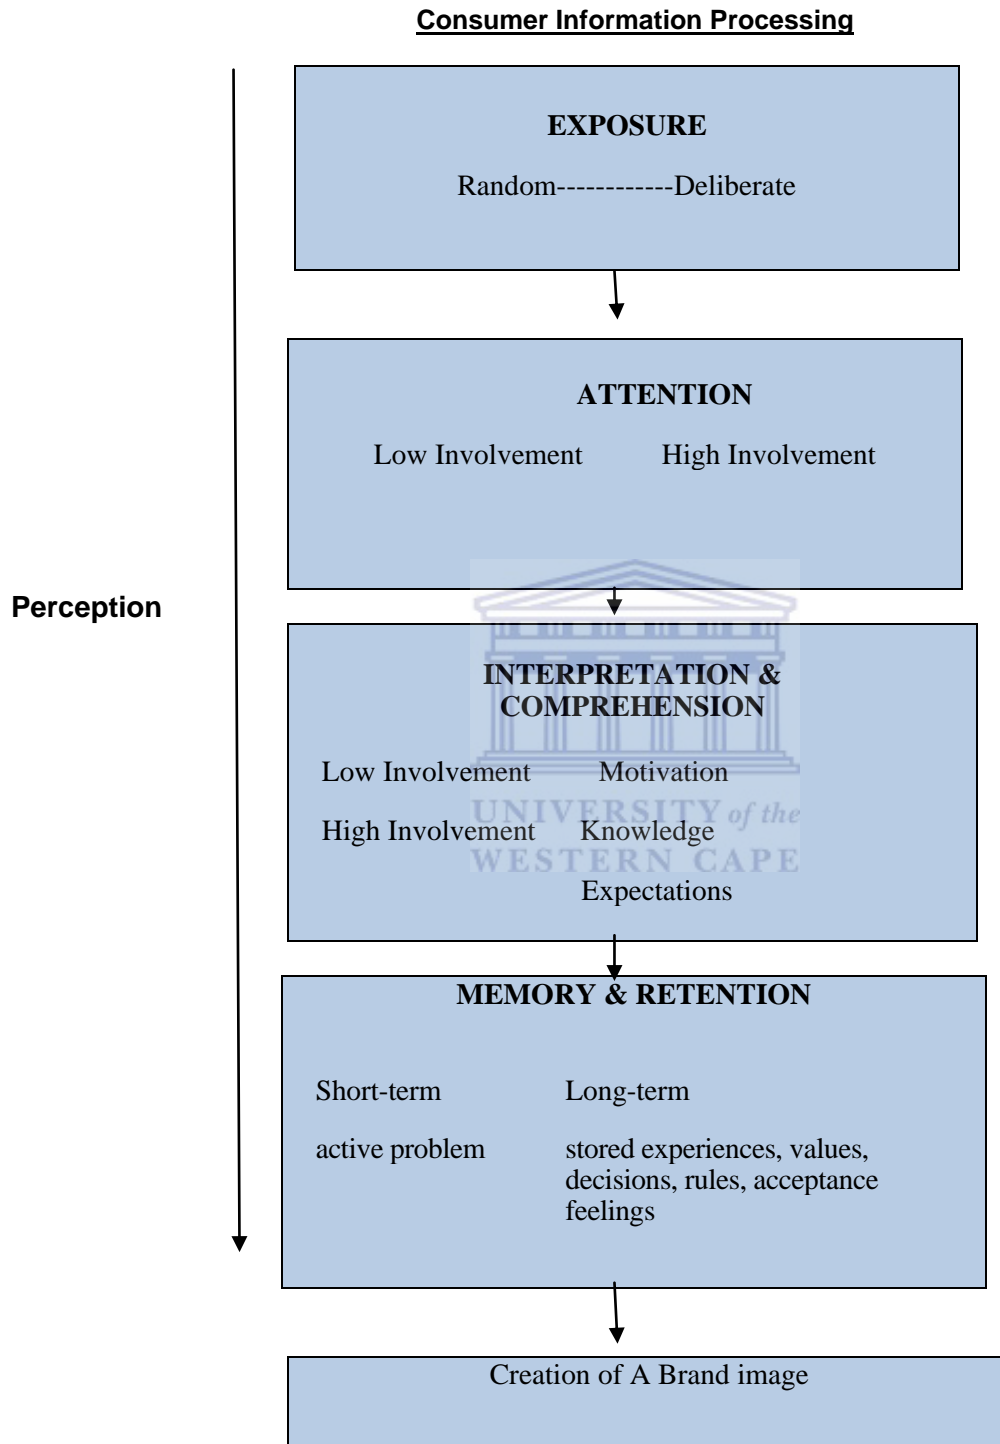 Consumer Information Processing
EXPOSURE
Random------------Deliberate
ATTENTION
Low Involvement High Involvement
Perception
INTERPRETATION &
COMPREHENSION
Low Involvement Motivation
High Involvement Knowledge
Expectations
UNIVERSITY of the
WESTERN CAPE
MEMORY & RETENTION
Short-term Long-term
active problem stored experiences, values,
decisions, rules, acceptance
feelings
Creation of A Brand image